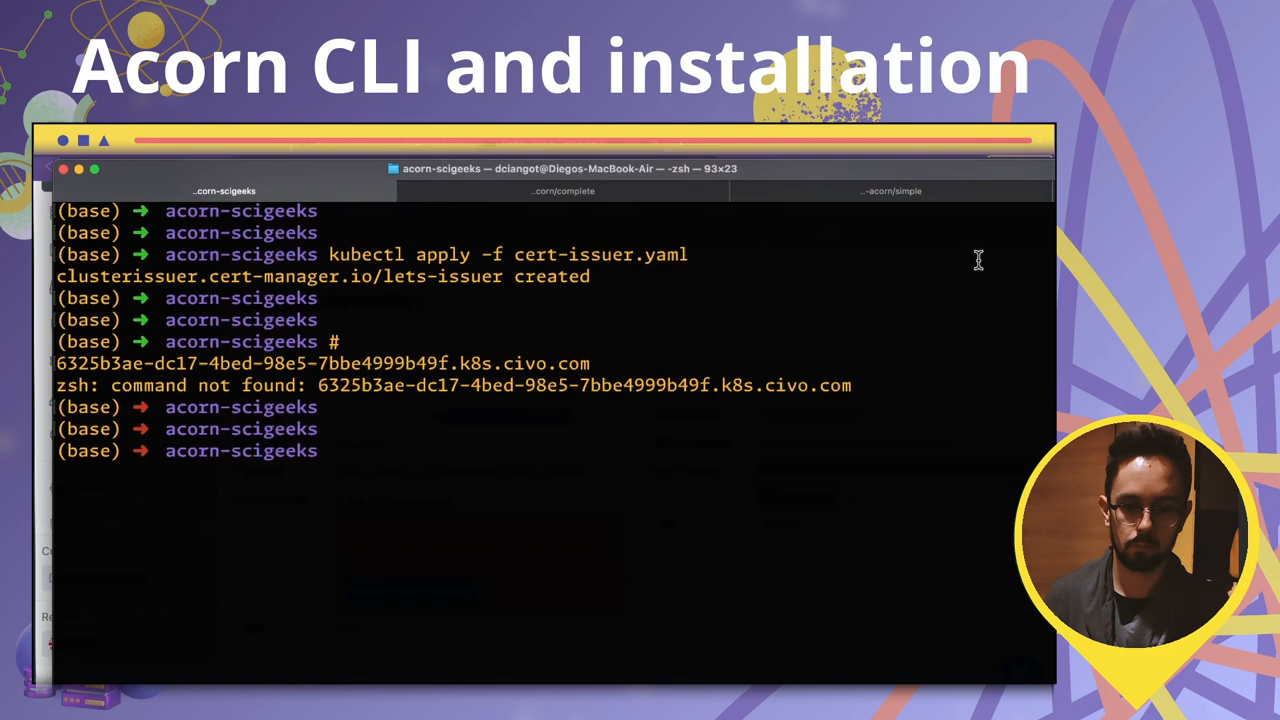 Acorn CLI and installation
acorn-scigeeks — dciangot@Diegos-MacBook-Air — -zsh — 93×23
..corn-scigeeks
..corn/complete
..-acorn/simple
(base) ➜ acorn-scigeeks
(base) ➜ acorn-scigeeks
(base) ➜ acorn-scigeeks kubectl apply -f cert-issuer.yaml
clusterissuer.cert-manager.io/lets-issuer created
(base) ➜ acorn-scigeeks
(base) ➜ acorn-scigeeks
(base) ➜ acorn-scigeeks #
6325b3ae-dc17-4bed-98e5-7bbe4999b49f.k8s.civo.com
zsh: command not found: 6325b3ae-dc17-4bed-98e5-7bbe4999b49f.k8s.civo.com
(base) ➜ acorn-scigeeks
(base) ➜ acorn-scigeeks
(base) ➜ acorn-scigeeks